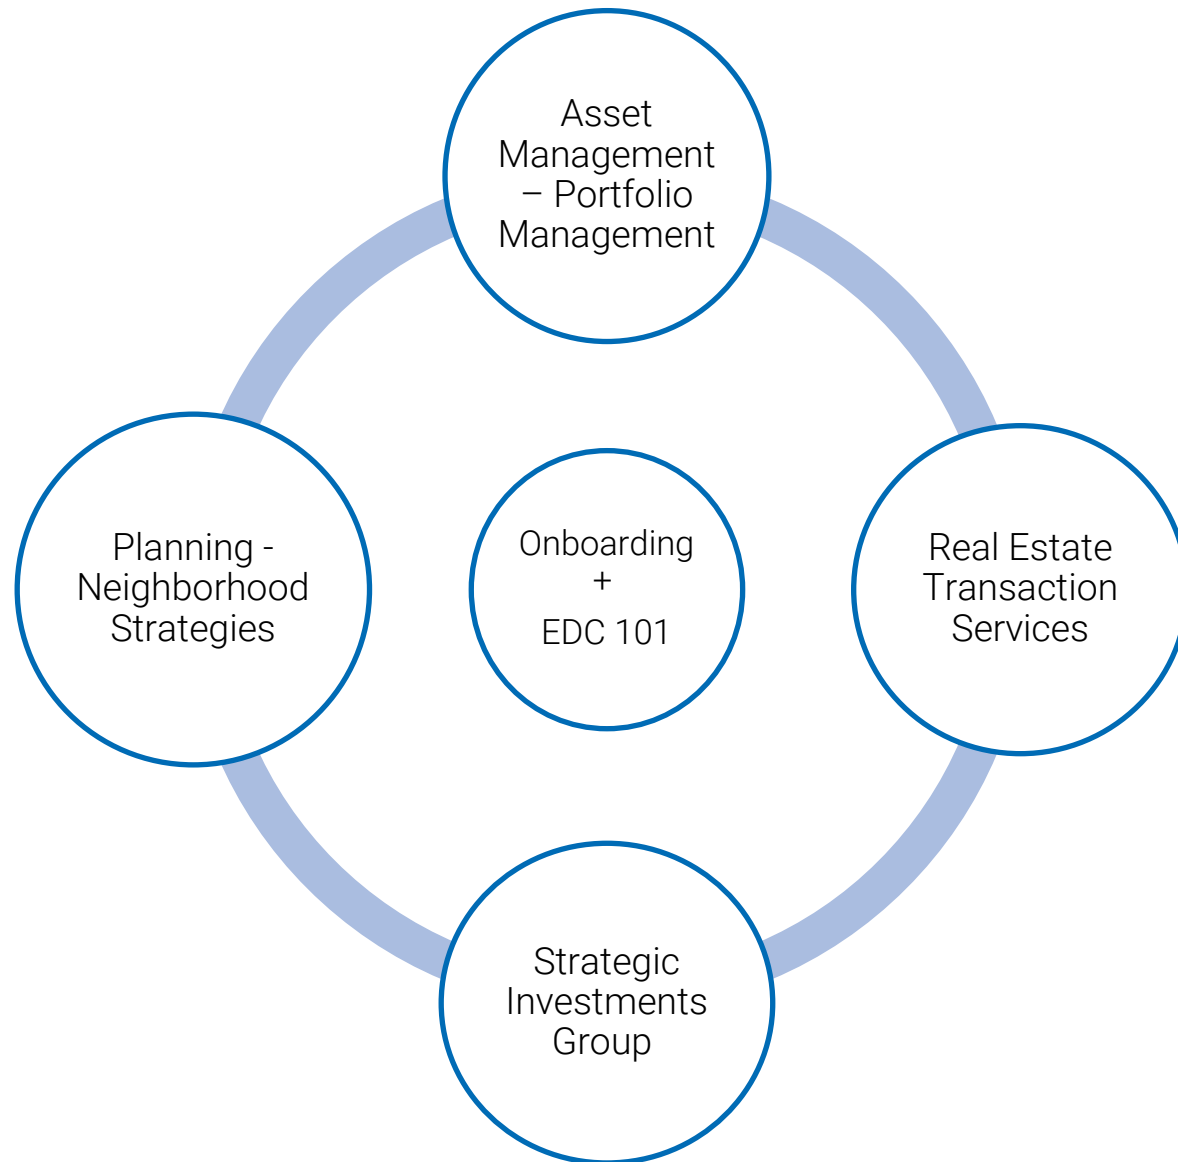 Asset
Management
– Portfolio
Management
Planning -
Neighborhood
Strategies
Onboarding
+
EDC 101
Real Estate
Transaction
Services
Strategic
Investments
Group